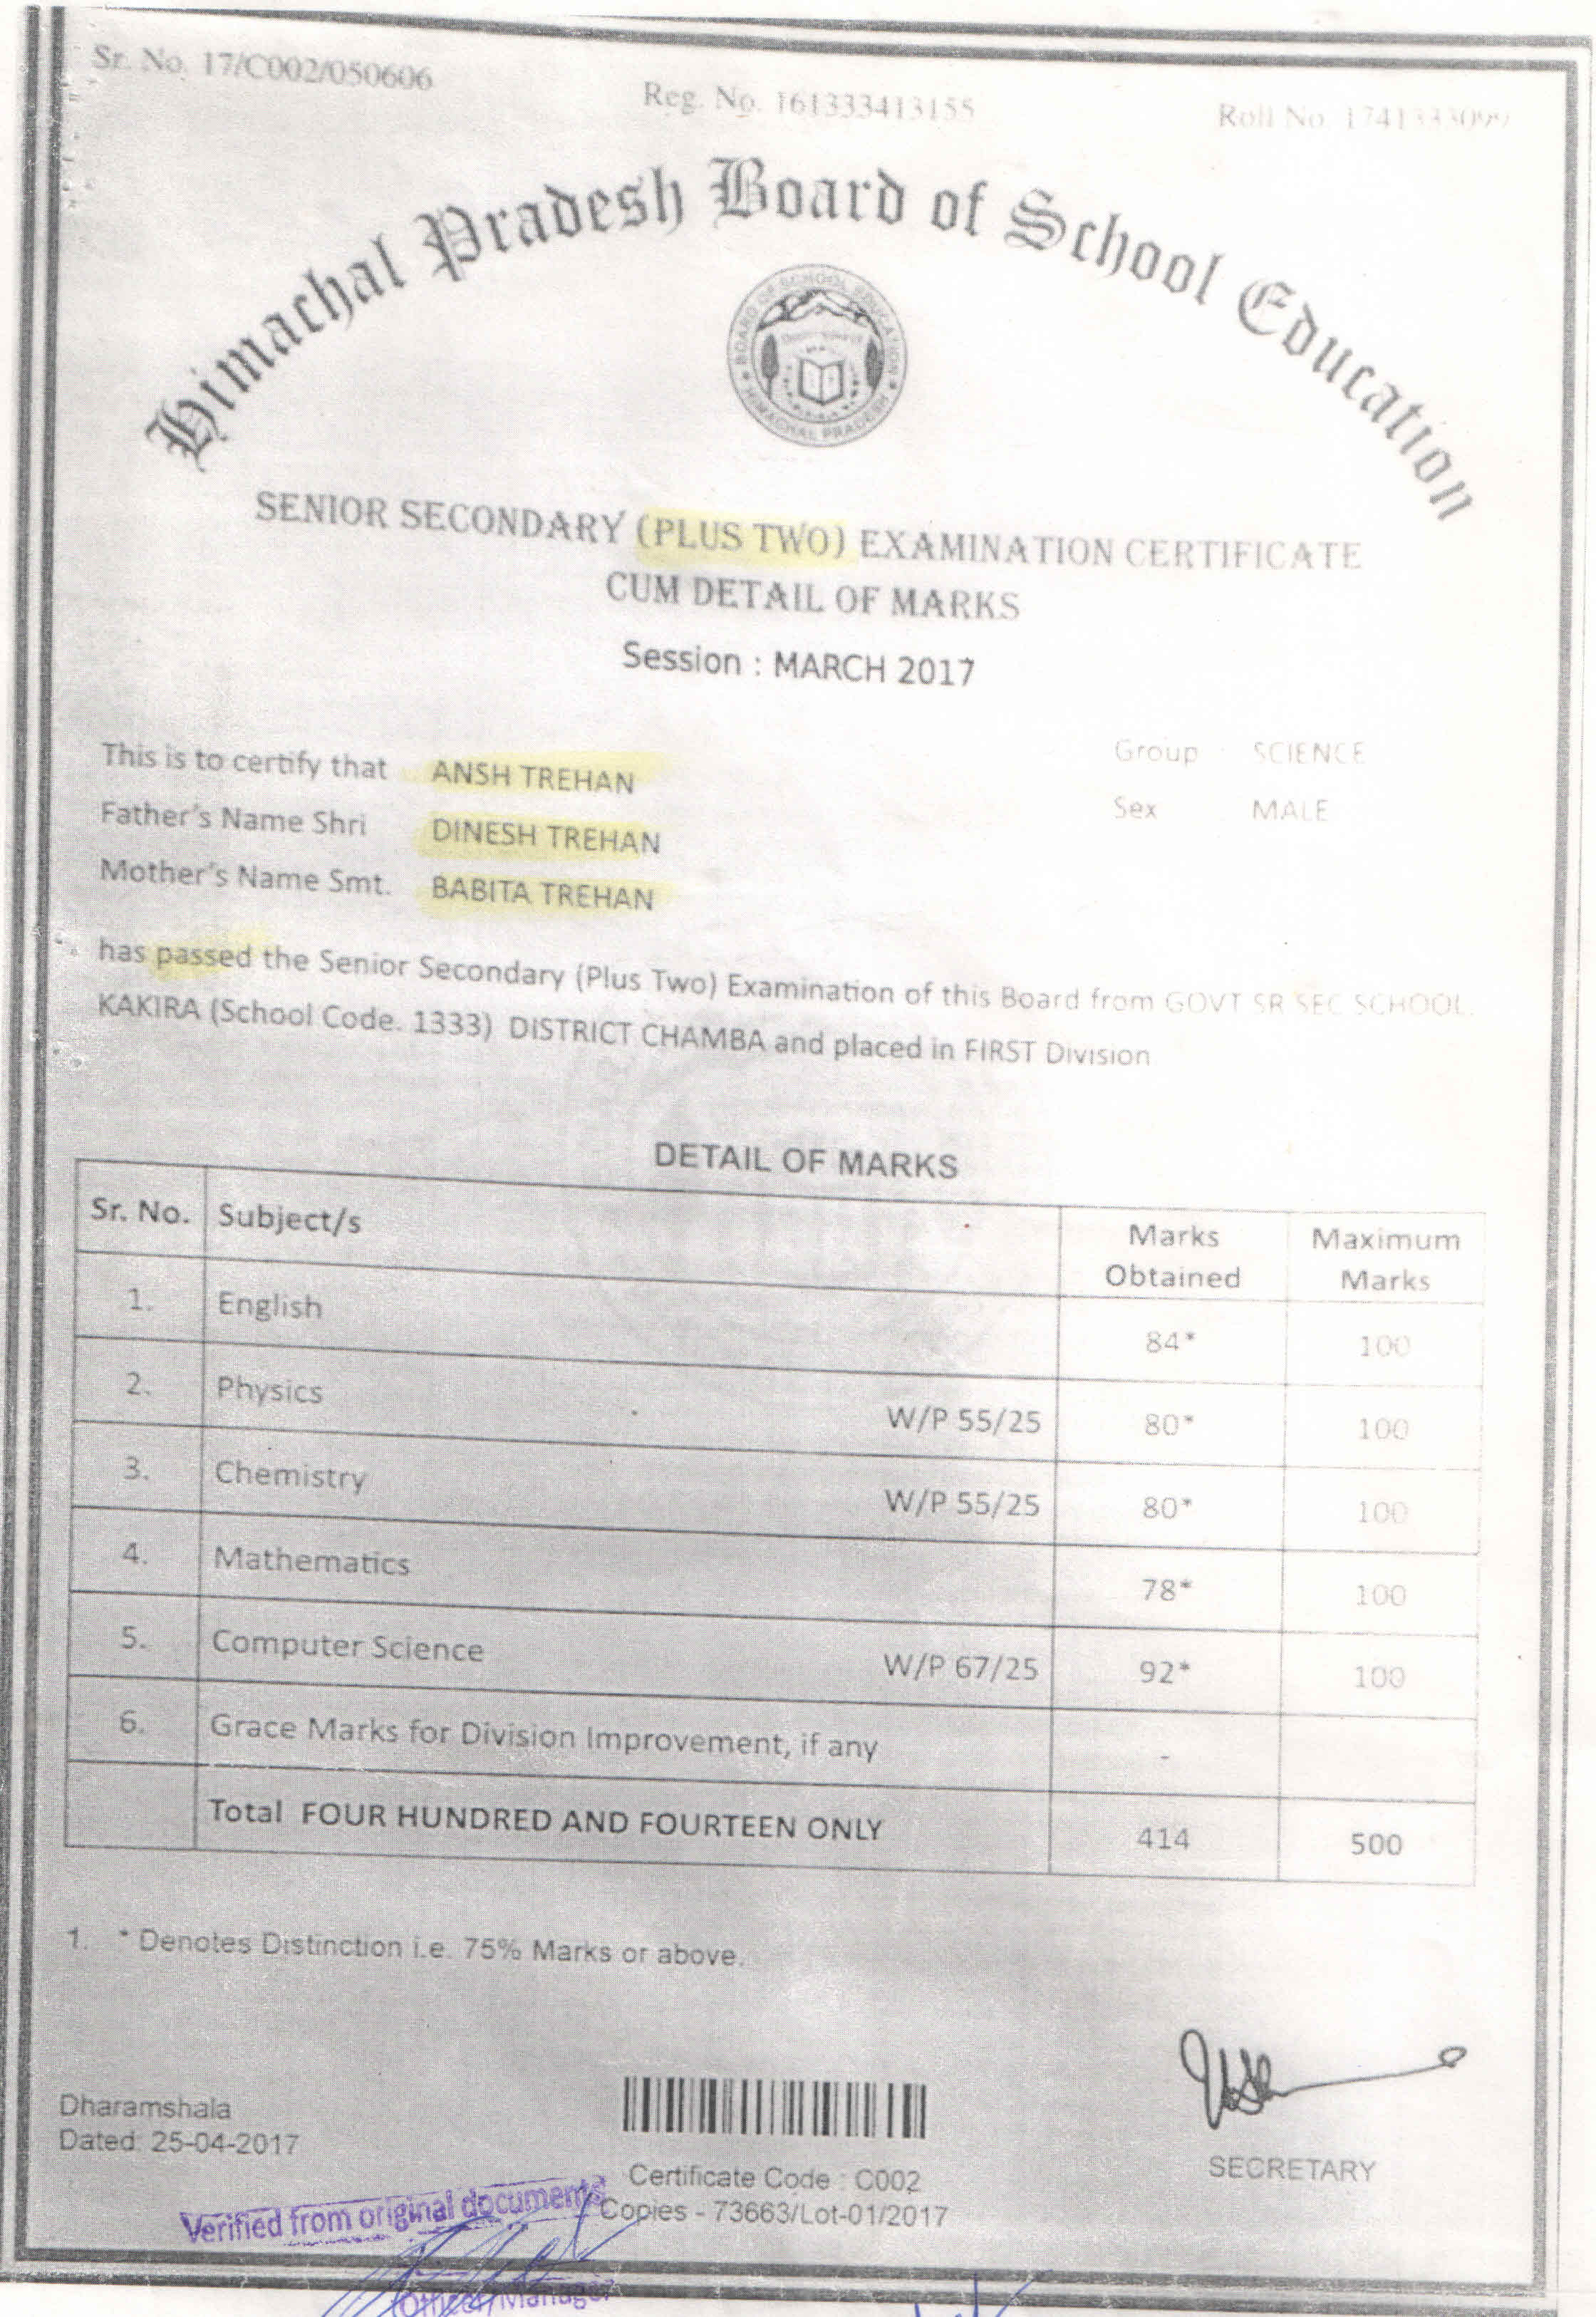 Sr. No. 17/C002/050606
Reg. No. 161333413155
Roll No. 1741333099
Himachal Pradesh Board of School Education
BOARD OF SCHOOL EDUCATION
HIMACHAL PRADESH
SENIOR SECONDARY (PLUS TWO) EXAMINATION CERTIFICATE
CUM DETAIL OF MARKS
Session : MARCH 2017
This is to certify that ANSH TREHAN Group : SCIENCE
Father's Name Shri DINESH TREHAN Sex MALE
Mother's Name Smt. BABITA TREHAN
has passed the Senior Secondary (Plus Two) Examination of this Board from GOVT SR SEC SCHOOL,
KAKIRA (School Code. 1333) DISTRICT CHAMBA and placed in FIRST Division
DETAIL OF MARKS
Sr. No. Subject/s Marks Obtained Maximum Marks
1. English 84* 100
2. Physics W/P 55/25 80* 100
3. Chemistry W/P 55/25 80* 100
4. Mathematics 78* 100
5. Computer Science W/P 67/25 92* 100
6. Grace Marks for Division Improvement, if any -
Total FOUR HUNDRED AND FOURTEEN ONLY 414 500
1. * Denotes Distinction i.e. 75% Marks or above.
Dharamshala
Dated: 25-04-2017
Certificate Code : C002
Copies - 73663/Lot-01/2017
SECRETARY
Verified from original documents
Officer/Manager